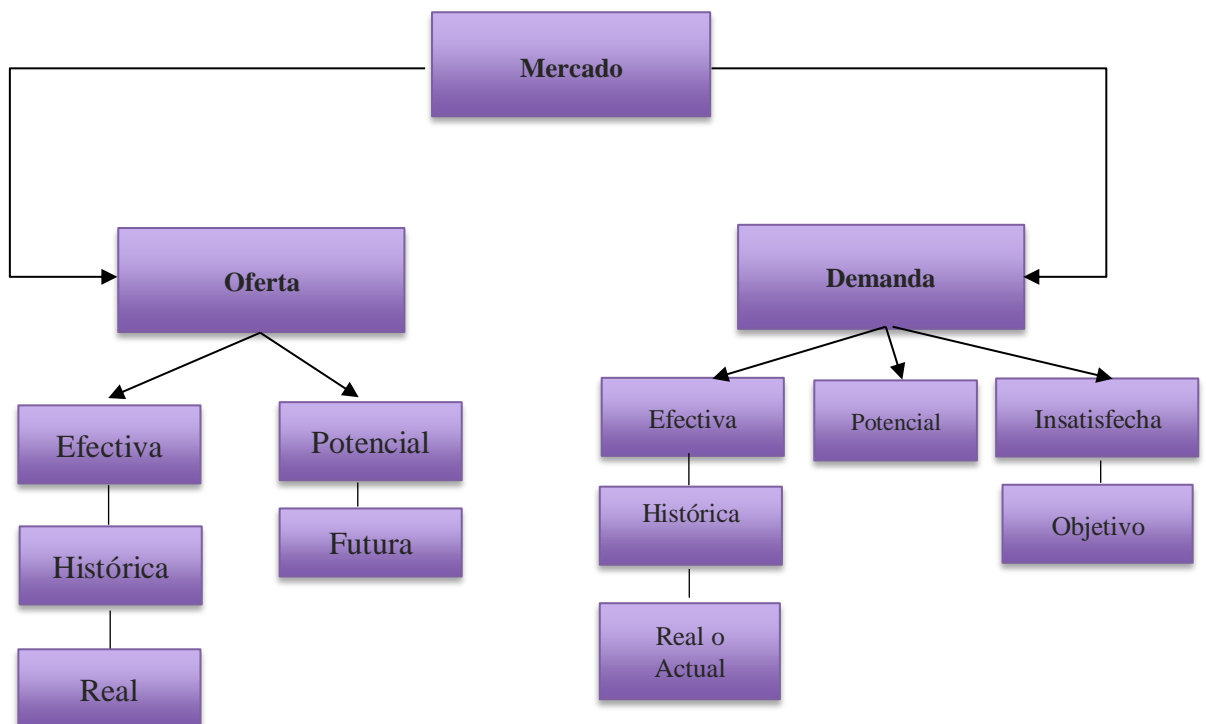 Mercado
Oferta
Demanda
Efectiva
Potencial
Histórica
Futura
Real
Efectiva
Potencial
Insatisfecha
Histórica
Objetivo
Real o
Actual